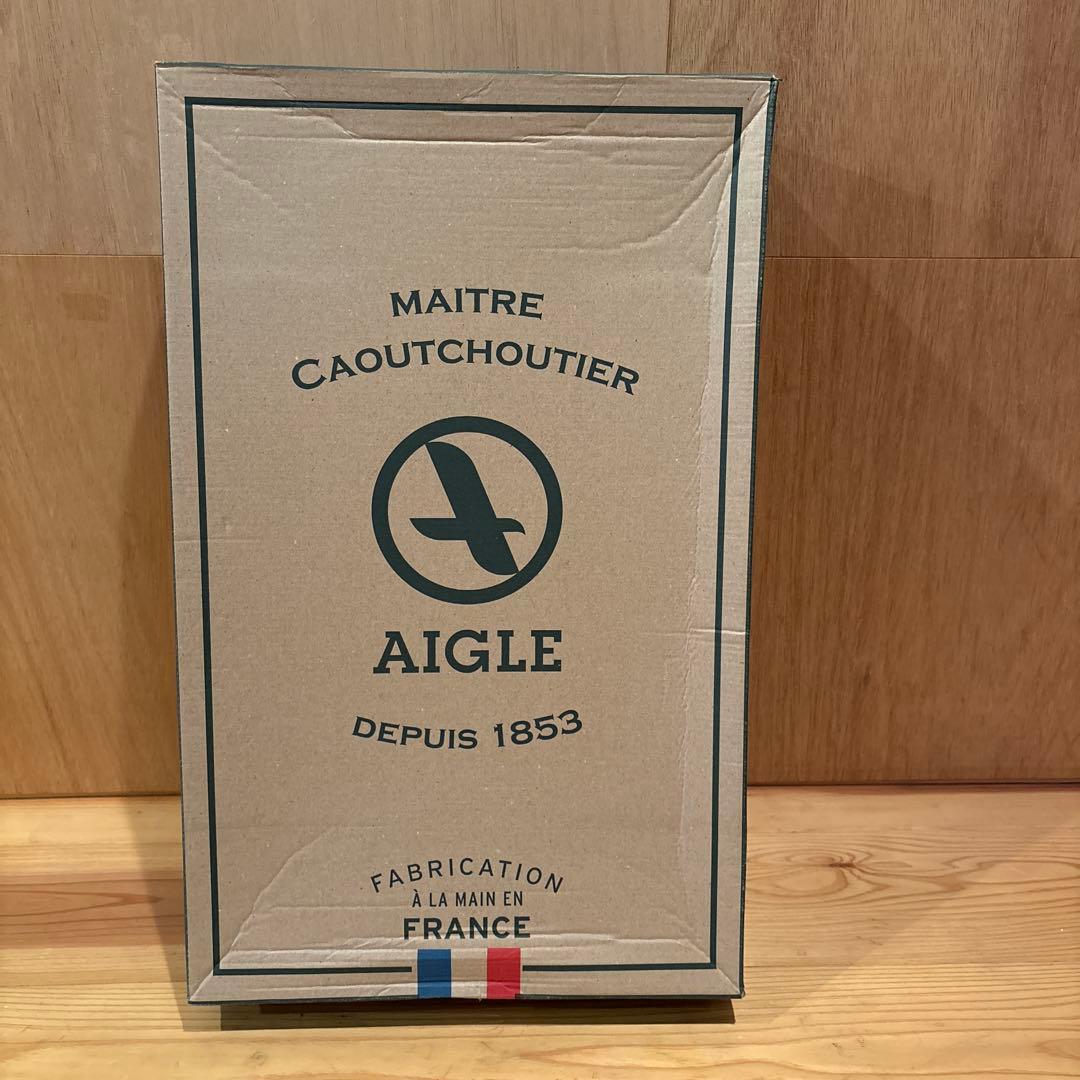 MAITRE
CAOUTCHOUTIER
AIGLE
DEPUIS 1853
FABRICATION
À LA MAIN EN
FRANCE